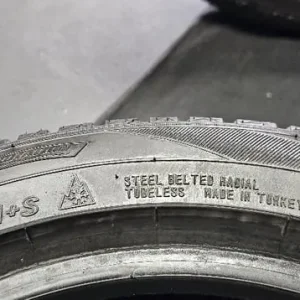 +S
STEEL BELTED RADIAL
TUBELESS MADE IN TURKEY